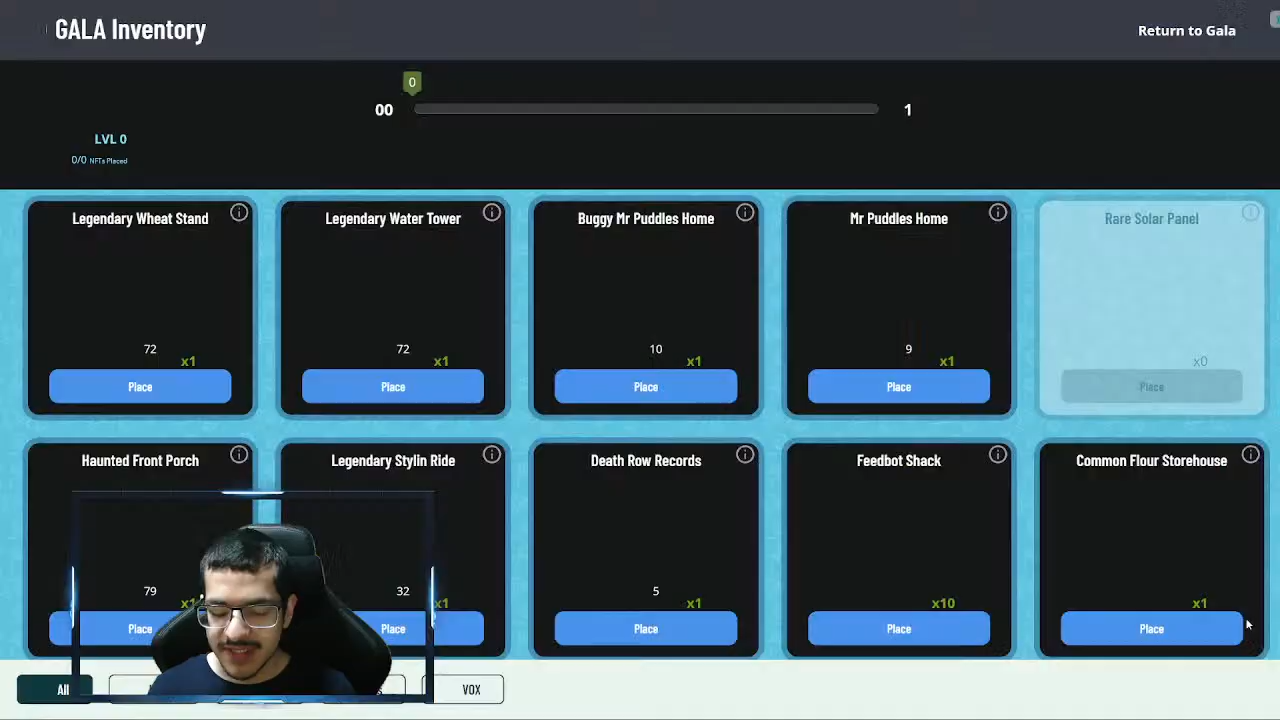 GALA Inventory
Return to Gala
0
00
1
LVL 0
0/0 NFTs Placed
Legendary Wheat Stand
Legendary Water Tower
Buggy Mr Puddles Home
Mr Puddles Home
Rare Solar Panel
72
x1
72
x1
10
x1
9
x1
x0
Place
Place
Place
Place
Place
Haunted Front Porch
Legendary Stylin Ride
Death Row Records
Feedbot Shack
Common Flour Storehouse
79
32
x1
5
x1
x10
x1
Place
Place
Place
Place
Place
All
VOX